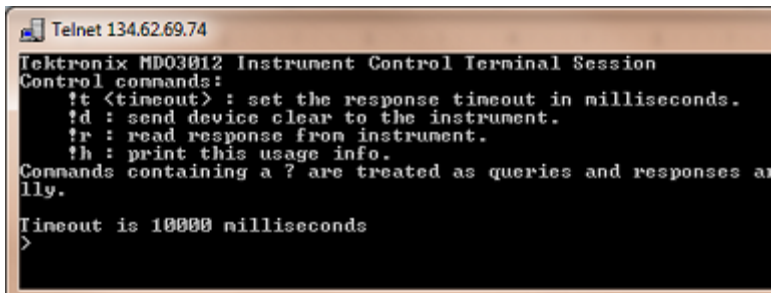 Telnet 134.62.69.74
Tektronix MDO3012 Instrument Control Terminal Session
Control commands:
!t <timeout> : set the response timeout in milliseconds.
!d : send device clear to the instrument.
!r : read response from instrument.
!h : print this usage info.
Commands containing a ? are treated as queries and responses
lly.
Timeout is 10000 milliseconds
>